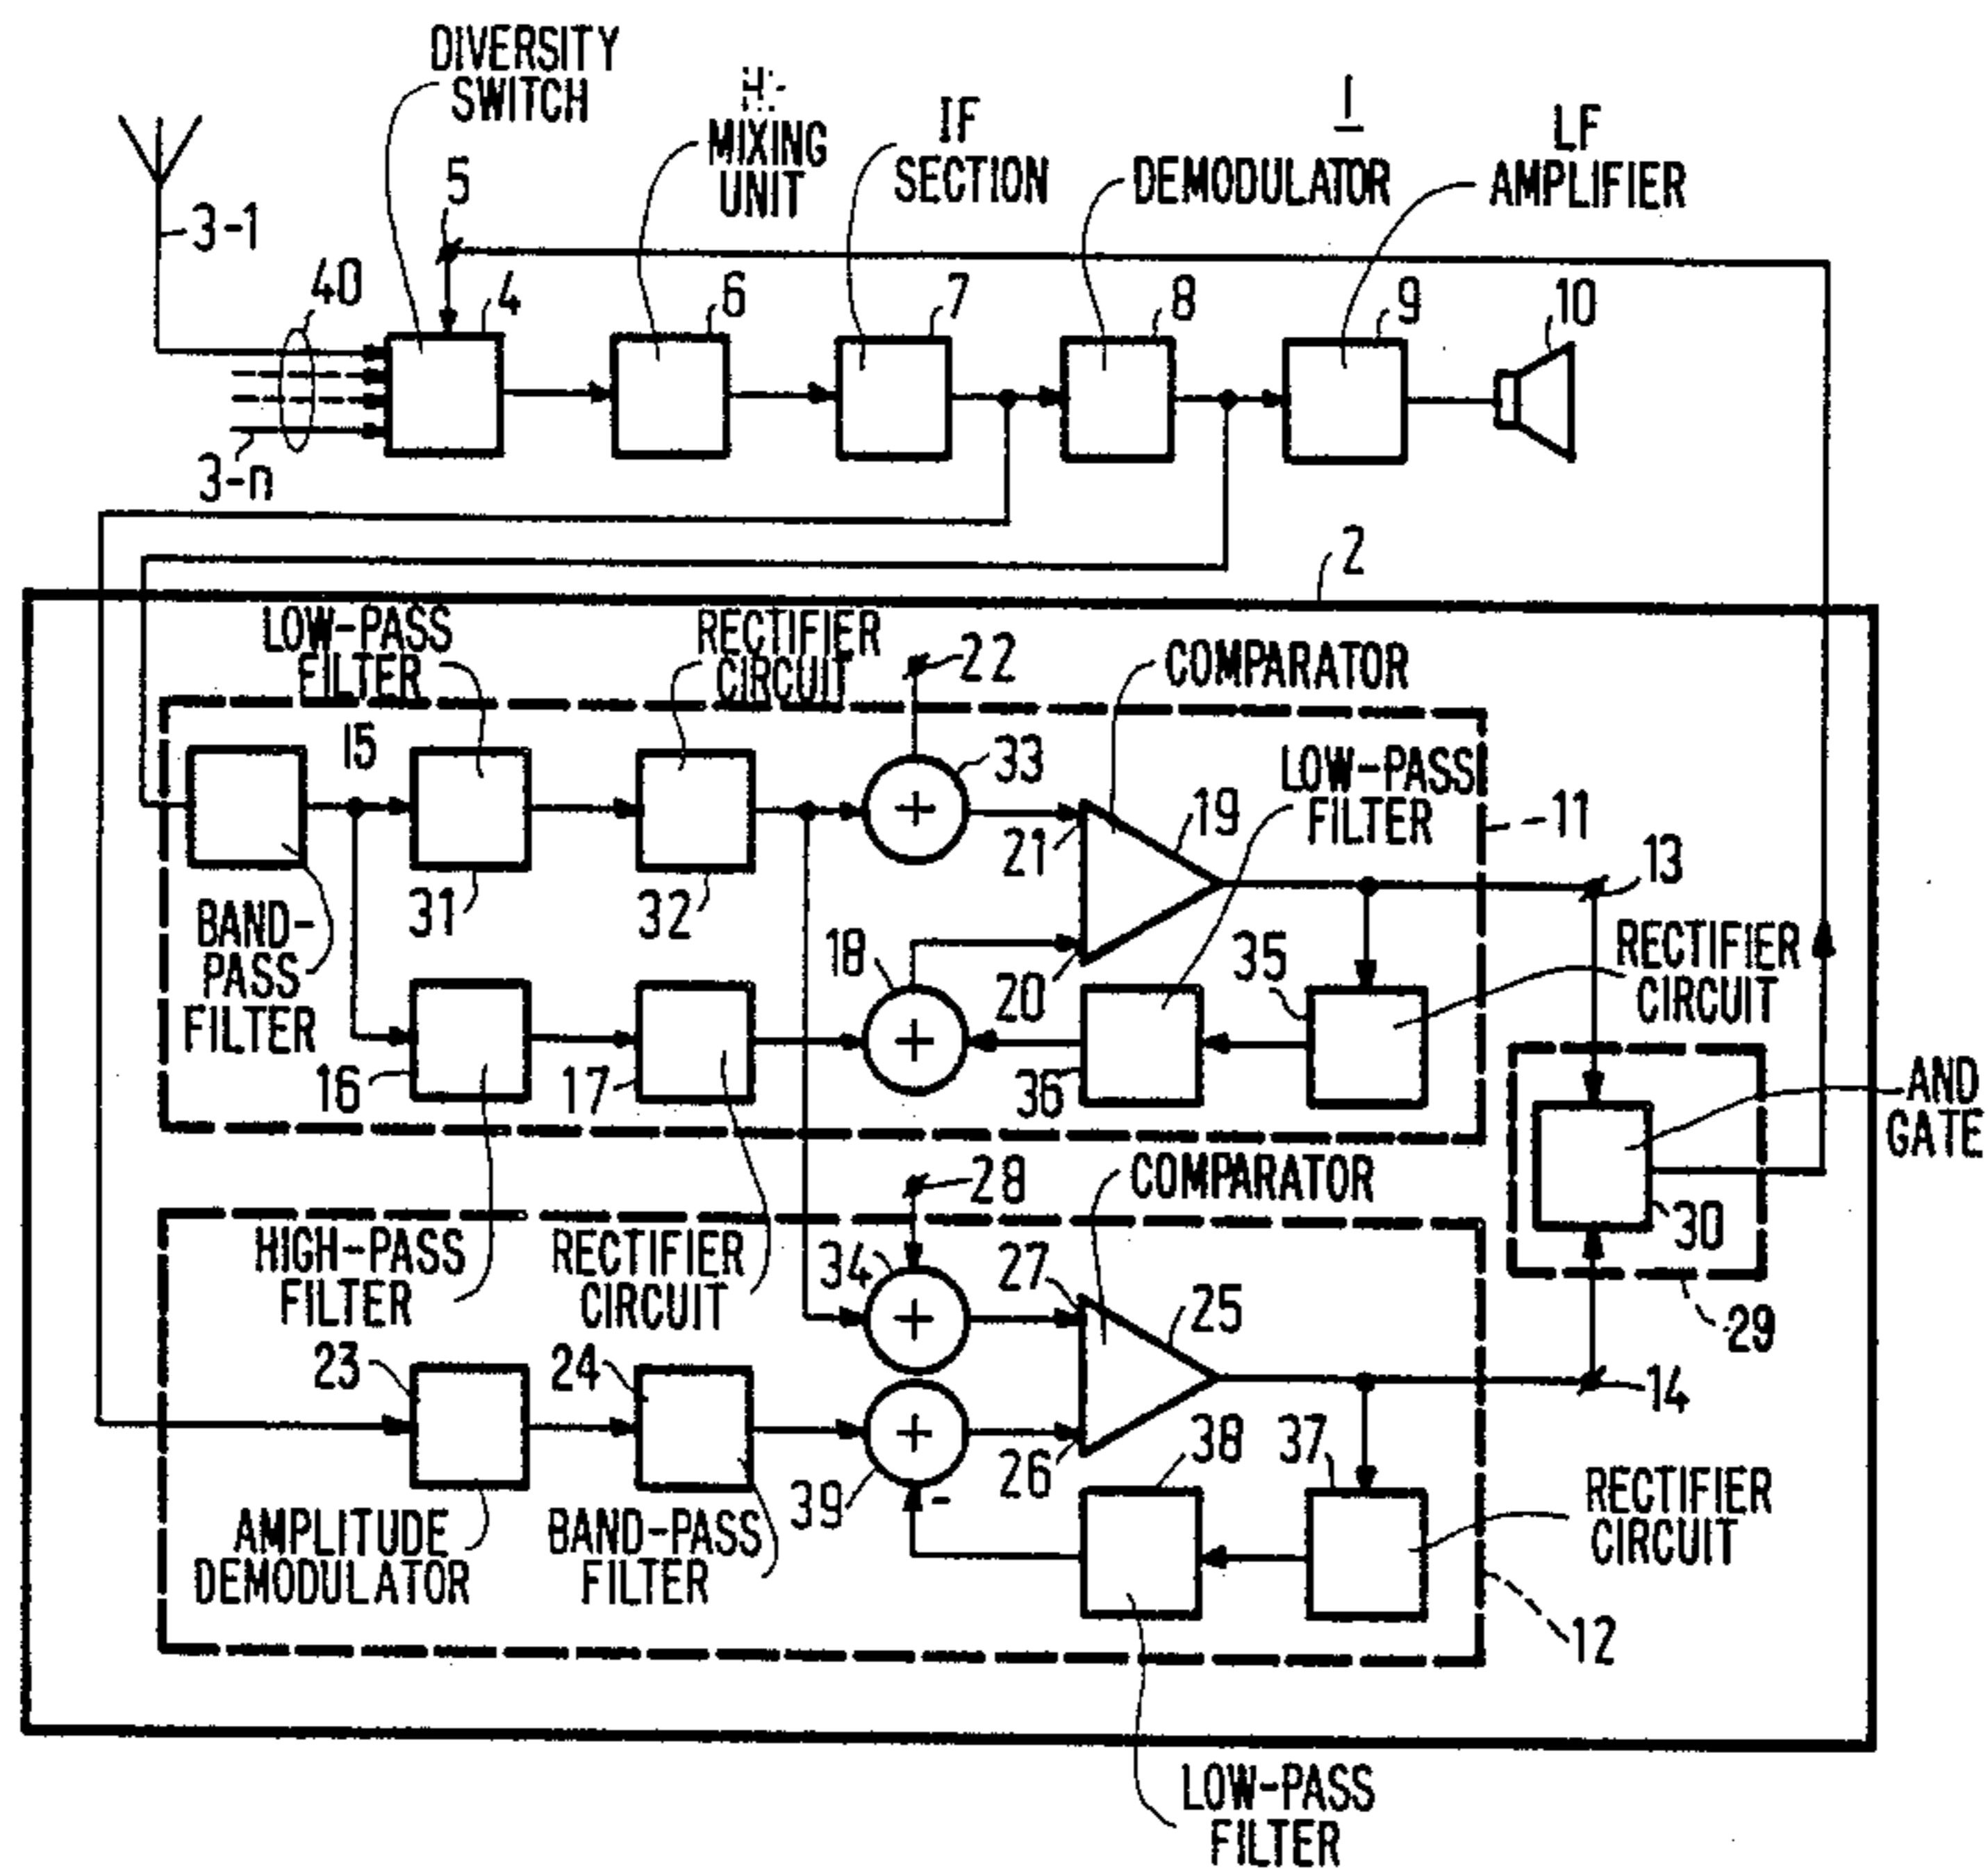 DIVERSITY
SWITCH
MIXING
UNIT
IF
SECTION
1
DEMODULATOR
LF
AMPLIFIER
5
3-1
40
4
6
7
8
9
10
3-n
2
LOW-PASS
FILTER
RECTIFIER
CIRCUIT
22
COMPARATOR
15
33
LOW-PASS
FILTER
19
11
21
13
31
32
BAND-
PASS
FILTER
18
20
35
RECTIFIER
CIRCUIT
16
17
36
AND
GATE
28
COMPARATOR
30
HIGH-PASS
FILTER
RECTIFIER
CIRCUIT
34
27
25
29
23
24
14
39
26
38
37
AMPLITUDE
DEMODULATOR
BAND-PASS
FILTER
-
RECTIFIER
CIRCUIT
12
LOW-PASS
FILTER
+
+
+
+